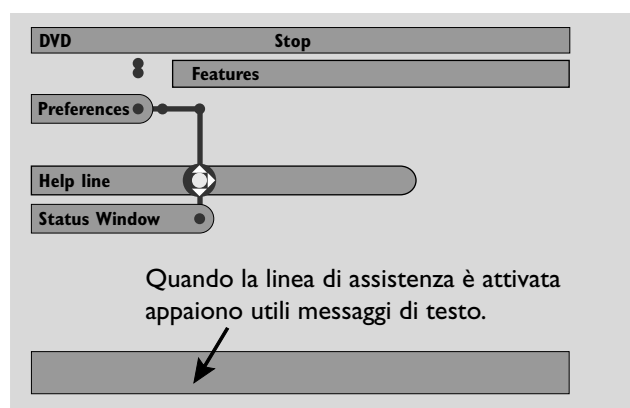 DVD Stop
Features
Preferences
Help line
Status Window
Quando la linea di assistenza è attivata
appaiono utili messaggi di testo.